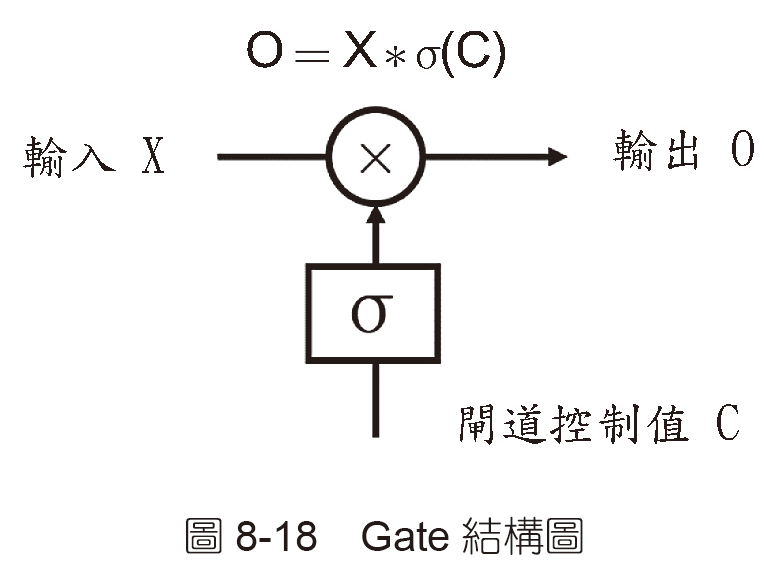 O = X * σ(C)
輸入 X
×
輸出 O
σ
閘道控制值 C
圖 8-18 Gate 結構圖